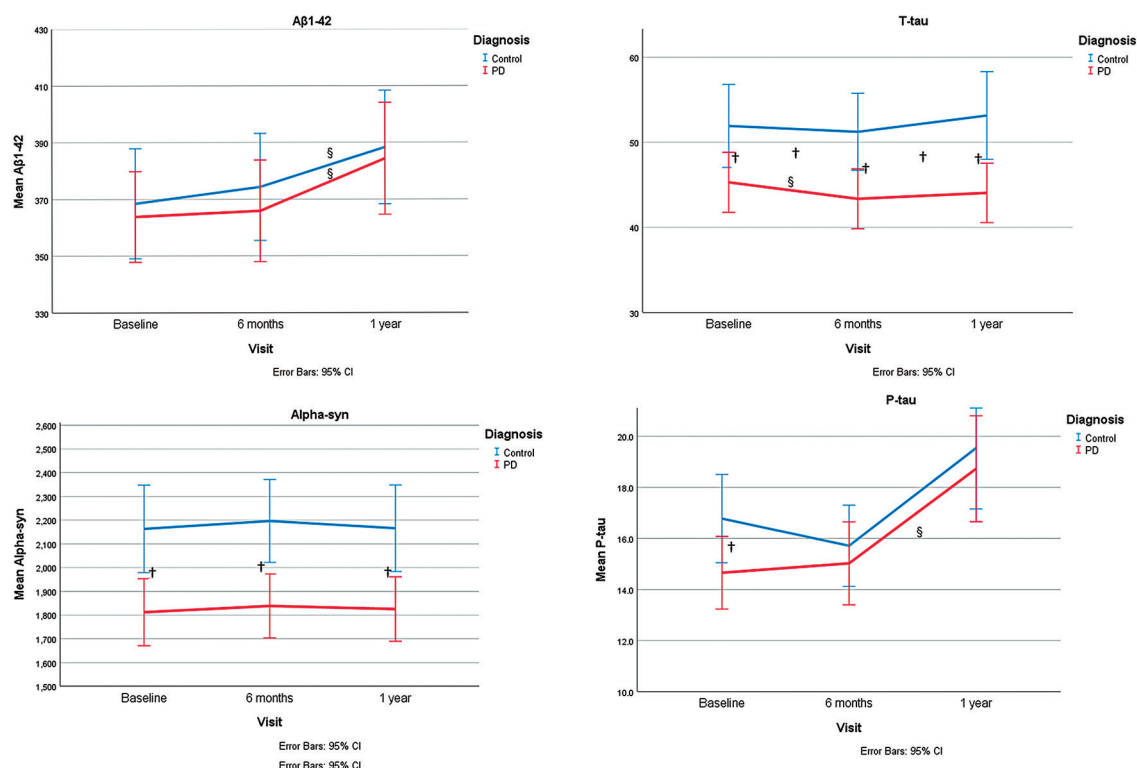 Aβ1-42
430
410
390
370
350
330
Mean Aβ1-42
§
§
Diagnosis
Control
PD
Baseline
6 months
1 year
Visit
Error Bars: 95% CI
T-tau
60
50
40
30
† † † † †
§
Diagnosis
Control
PD
Baseline
6 months
1 year
Visit
Error Bars: 95% CI
Alpha-syn
2,600
2,500
2,400
2,300
2,200
2,100
2,000
1,900
1,800
1,700
1,600
1,500
Mean Alpha-syn
† † †
Diagnosis
Control
PD
Baseline
6 months
1 year
Visit
Error Bars: 95% CI
Error Bars: 95% CI
P-tau
20.0
18.0
16.0
14.0
12.0
10.0
Mean P-tau
†
§
Diagnosis
Control
PD
Baseline
6 months
1 year
Visit
Error Bars: 95% CI